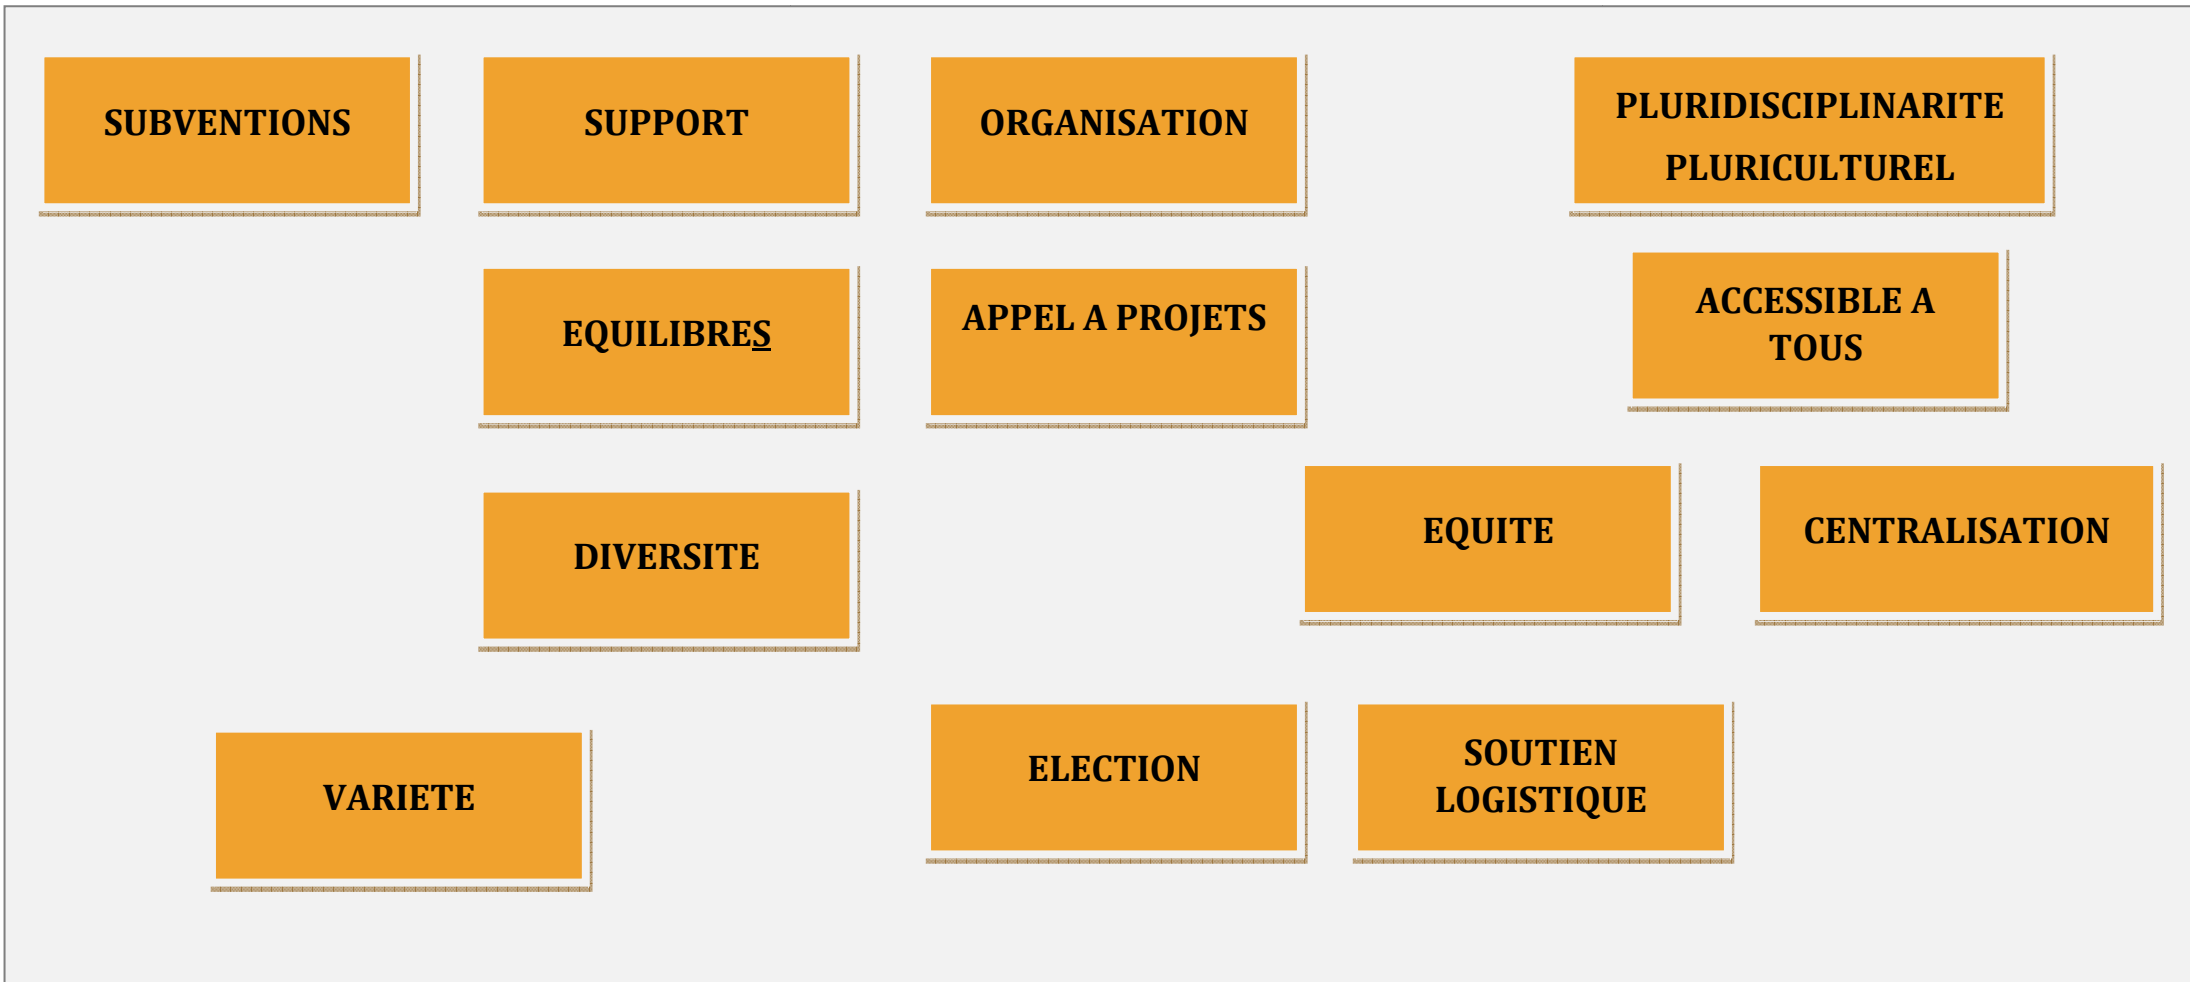 SUBVENTIONS
SUPPORT
ORGANISATION
PLURIDISCIPLINARITE
PLURICULTUREL
EQUILIBRES
APPEL A PROJETS
ACCESSIBLE A
TOUS
DIVERSITE
EQUITE
CENTRALISATION
VARIETE
ELECTION
SOUTIEN
LOGISTIQUE